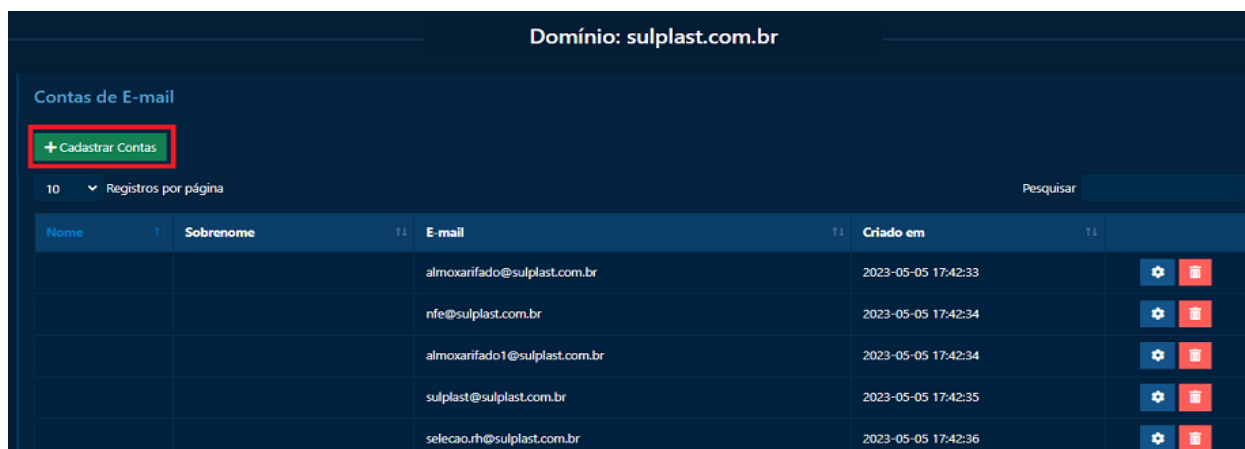 Domínio: sulplast.com.br
Contas de E-mail
+ Cadastrar Contas
10 Registros por página Pesquisar
Nome Sobrenome E-mail Criado em
almoxarifado@sulplast.com.br 2023-05-05 17:42:33
nfe@sulplast.com.br 2023-05-05 17:42:34
almoxarifado1@sulplast.com.br 2023-05-05 17:42:34
sulplast@sulplast.com.br 2023-05-05 17:42:35
selecao.rh@sulplast.com.br 2023-05-05 17:42:36